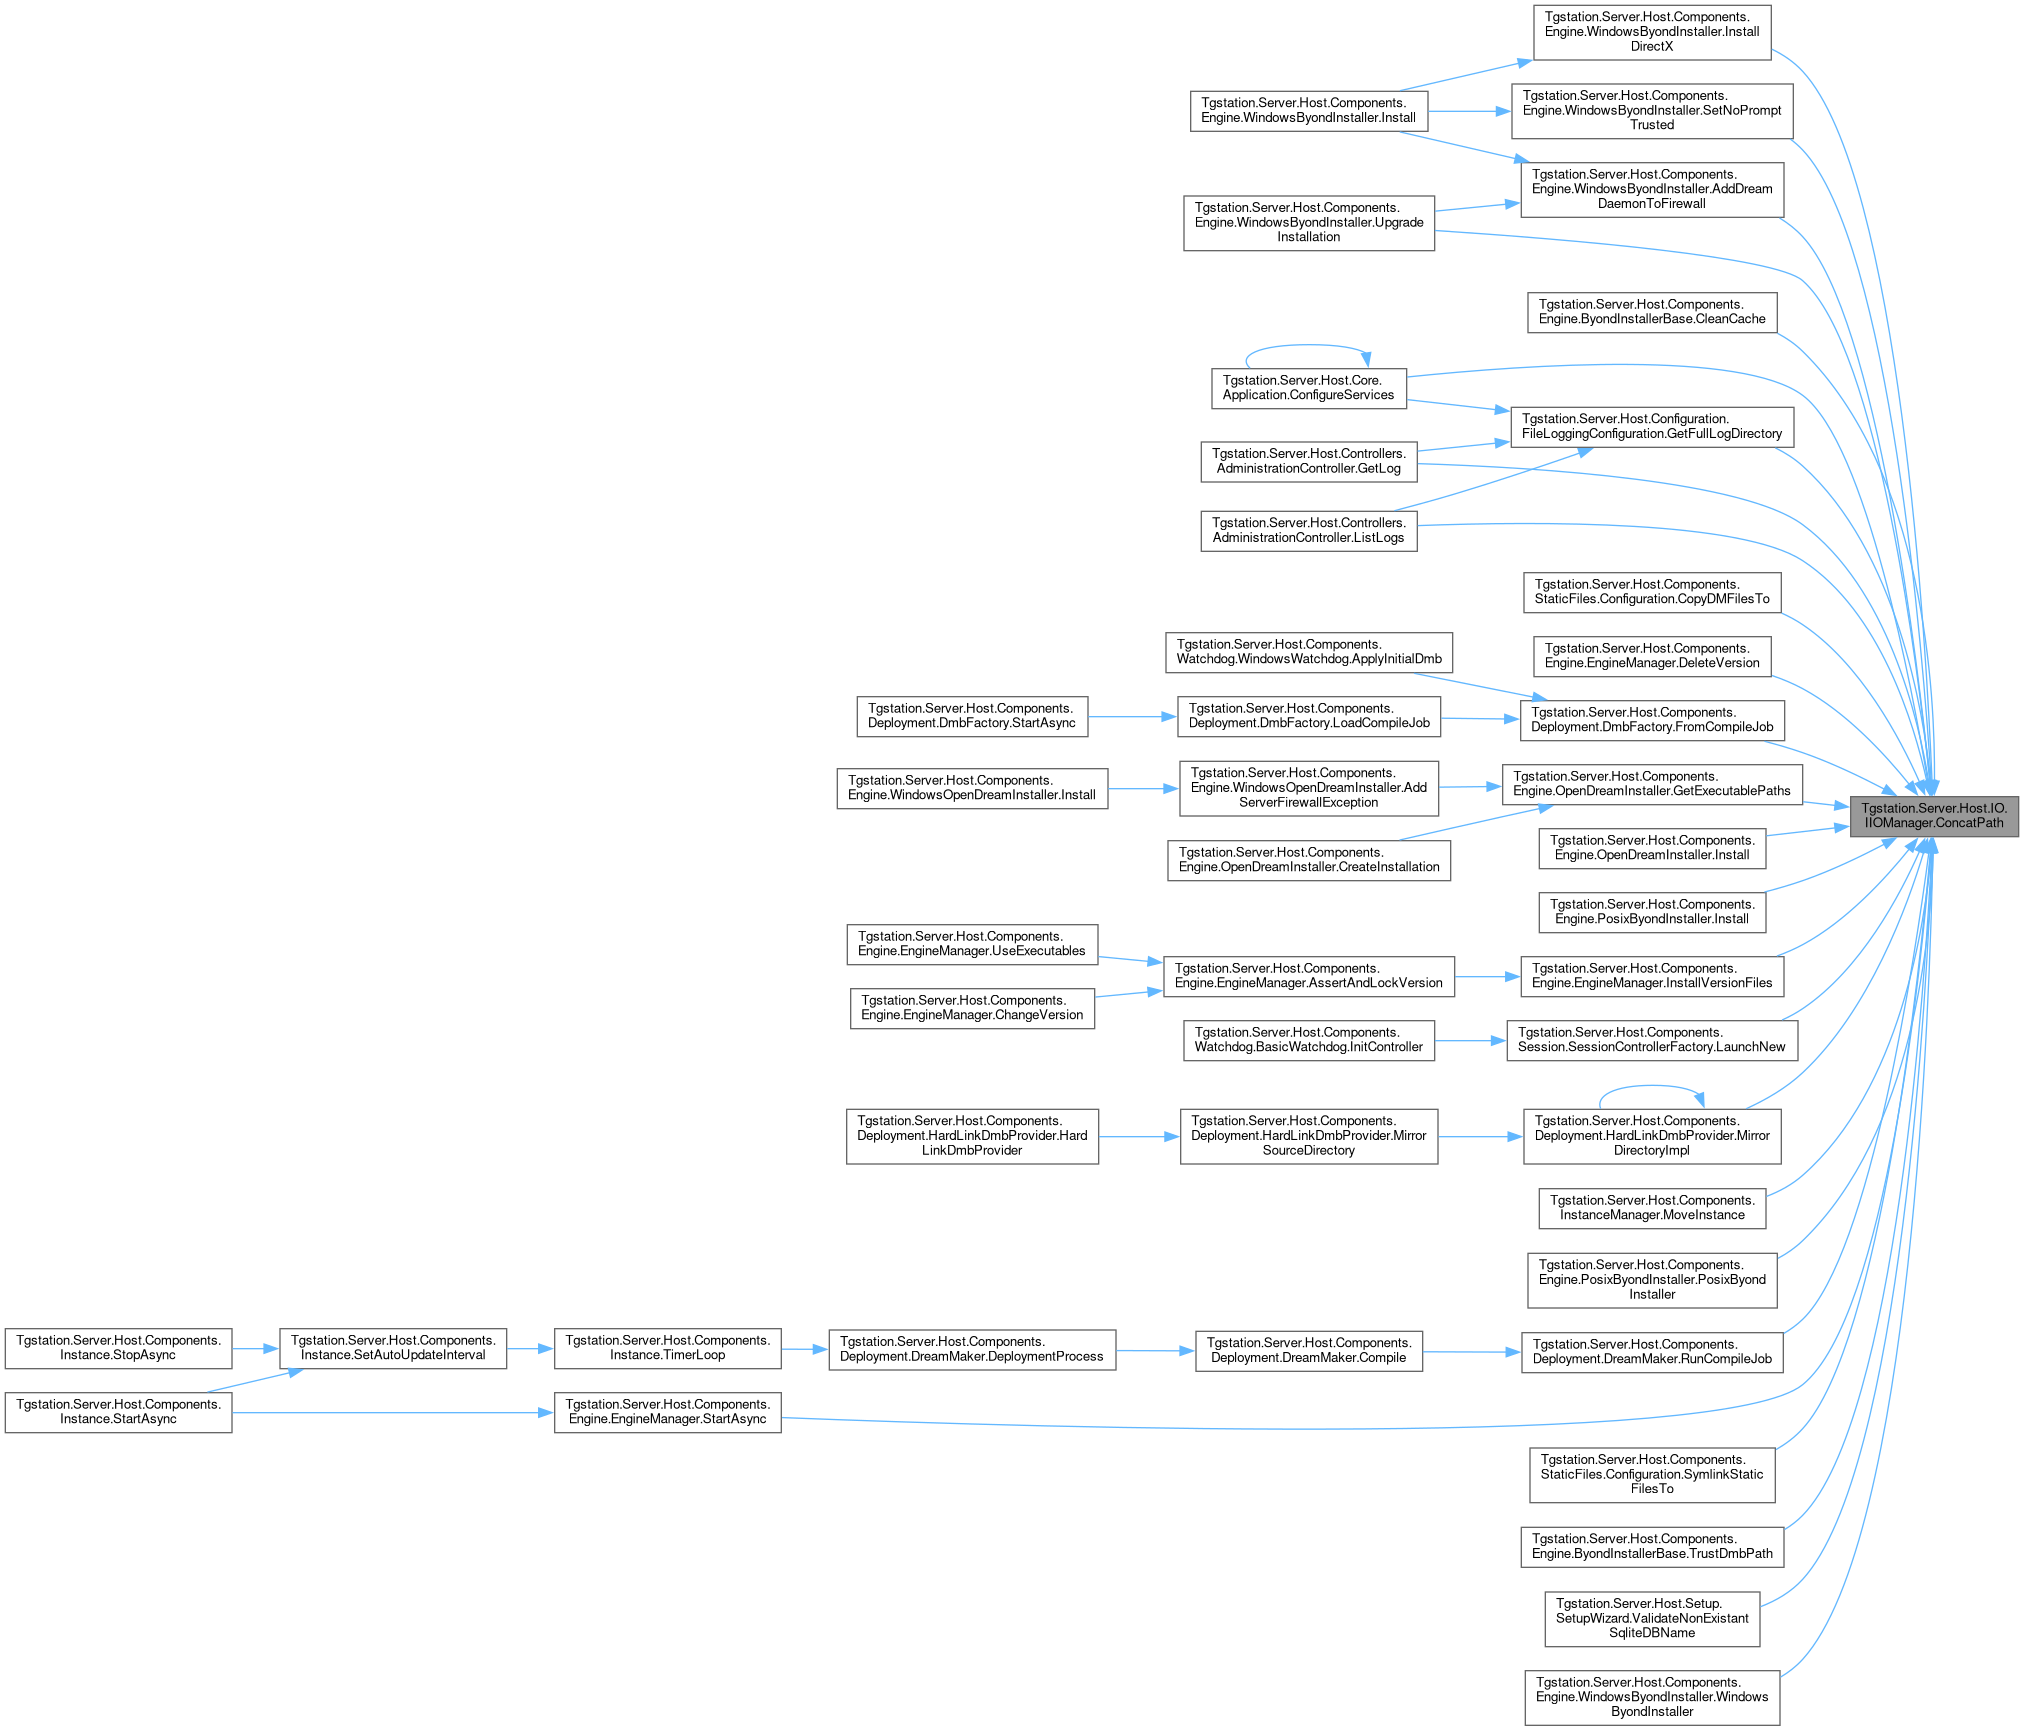 Tgstation.Server.Host.Components.
Engine.WindowsByondInstaller.Install
DirectX
Tgstation.Server.Host.Components.
Engine.WindowsByondInstaller.Install
Tgstation.Server.Host.Components.
Engine.WindowsByondInstaller.SetNoPrompt
Trusted
Tgstation.Server.Host.Components.
Engine.WindowsByondInstaller.AddDream
DaemonToFirewall
Tgstation.Server.Host.Components.
Engine.WindowsByondInstaller.Upgrade
Installation
Tgstation.Server.Host.Components.
Engine.ByondInstallerBase.CleanCache
Tgstation.Server.Host.Core.
Application.ConfigureServices
Tgstation.Server.Host.Configuration.
FileLoggingConfiguration.GetFullLogDirectory
Tgstation.Server.Host.Controllers.
AdministrationController.GetLog
Tgstation.Server.Host.Controllers.
AdministrationController.ListLogs
Tgstation.Server.Host.Components.
StaticFiles.Configuration.CopyDMFilesTo
Tgstation.Server.Host.Components.
Watchdog.WindowsWatchdog.ApplyInitialDmb
Tgstation.Server.Host.Components.
Engine.EngineManager.DeleteVersion
Tgstation.Server.Host.Components.
Deployment.DmbFactory.StartAsync
Tgstation.Server.Host.Components.
Deployment.DmbFactory.LoadCompileJob
Tgstation.Server.Host.Components.
Deployment.DmbFactory.FromCompileJob
Tgstation.Server.Host.Components.
Engine.WindowsOpenDreamInstaller.Install
Tgstation.Server.Host.Components.
Engine.WindowsOpenDreamInstaller.Add
ServerFirewallException
Tgstation.Server.Host.Components.
Engine.OpenDreamInstaller.GetExecutablePaths
Tgstation.Server.Host.IO.
IIOManager.ConcatPath
Tgstation.Server.Host.Components.
Engine.OpenDreamInstaller.CreateInstallation
Tgstation.Server.Host.Components.
Engine.OpenDreamInstaller.Install
Tgstation.Server.Host.Components.
Engine.PosixByondInstaller.Install
Tgstation.Server.Host.Components.
Engine.EngineManager.UseExecutables
Tgstation.Server.Host.Components.
Engine.EngineManager.ChangeVersion
Tgstation.Server.Host.Components.
Engine.EngineManager.AssertAndLockVersion
Tgstation.Server.Host.Components.
Engine.EngineManager.InstallVersionFiles
Tgstation.Server.Host.Components.
Watchdog.BasicWatchdog.InitController
Tgstation.Server.Host.Components.
Session.SessionControllerFactory.LaunchNew
Tgstation.Server.Host.Components.
Deployment.HardLinkDmbProvider.Hard
LinkDmbProvider
Tgstation.Server.Host.Components.
Deployment.HardLinkDmbProvider.Mirror
SourceDirectory
Tgstation.Server.Host.Components.
Deployment.HardLinkDmbProvider.Mirror
DirectoryImpl
Tgstation.Server.Host.Components.
InstanceManager.MoveInstance
Tgstation.Server.Host.Components.
Engine.PosixByondInstaller.PosixByond
Installer
Tgstation.Server.Host.Components.
Instance.StopAsync
Tgstation.Server.Host.Components.
Instance.SetAutoUpdateInterval
Tgstation.Server.Host.Components.
Instance.TimerLoop
Tgstation.Server.Host.Components.
Deployment.DreamMaker.DeploymentProcess
Tgstation.Server.Host.Components.
Deployment.DreamMaker.Compile
Tgstation.Server.Host.Components.
Deployment.DreamMaker.RunCompileJob
Tgstation.Server.Host.Components.
Instance.StartAsync
Tgstation.Server.Host.Components.
Engine.EngineManager.StartAsync
Tgstation.Server.Host.Components.
StaticFiles.Configuration.SymlinkStatic
FilesTo
Tgstation.Server.Host.Components.
Engine.ByondInstallerBase.TrustDmbPath
Tgstation.Server.Host.Setup.
SetupWizard.ValidateNonExistant
SqliteDBName
Tgstation.Server.Host.Components.
Engine.WindowsByondInstaller.Windows
ByondInstaller